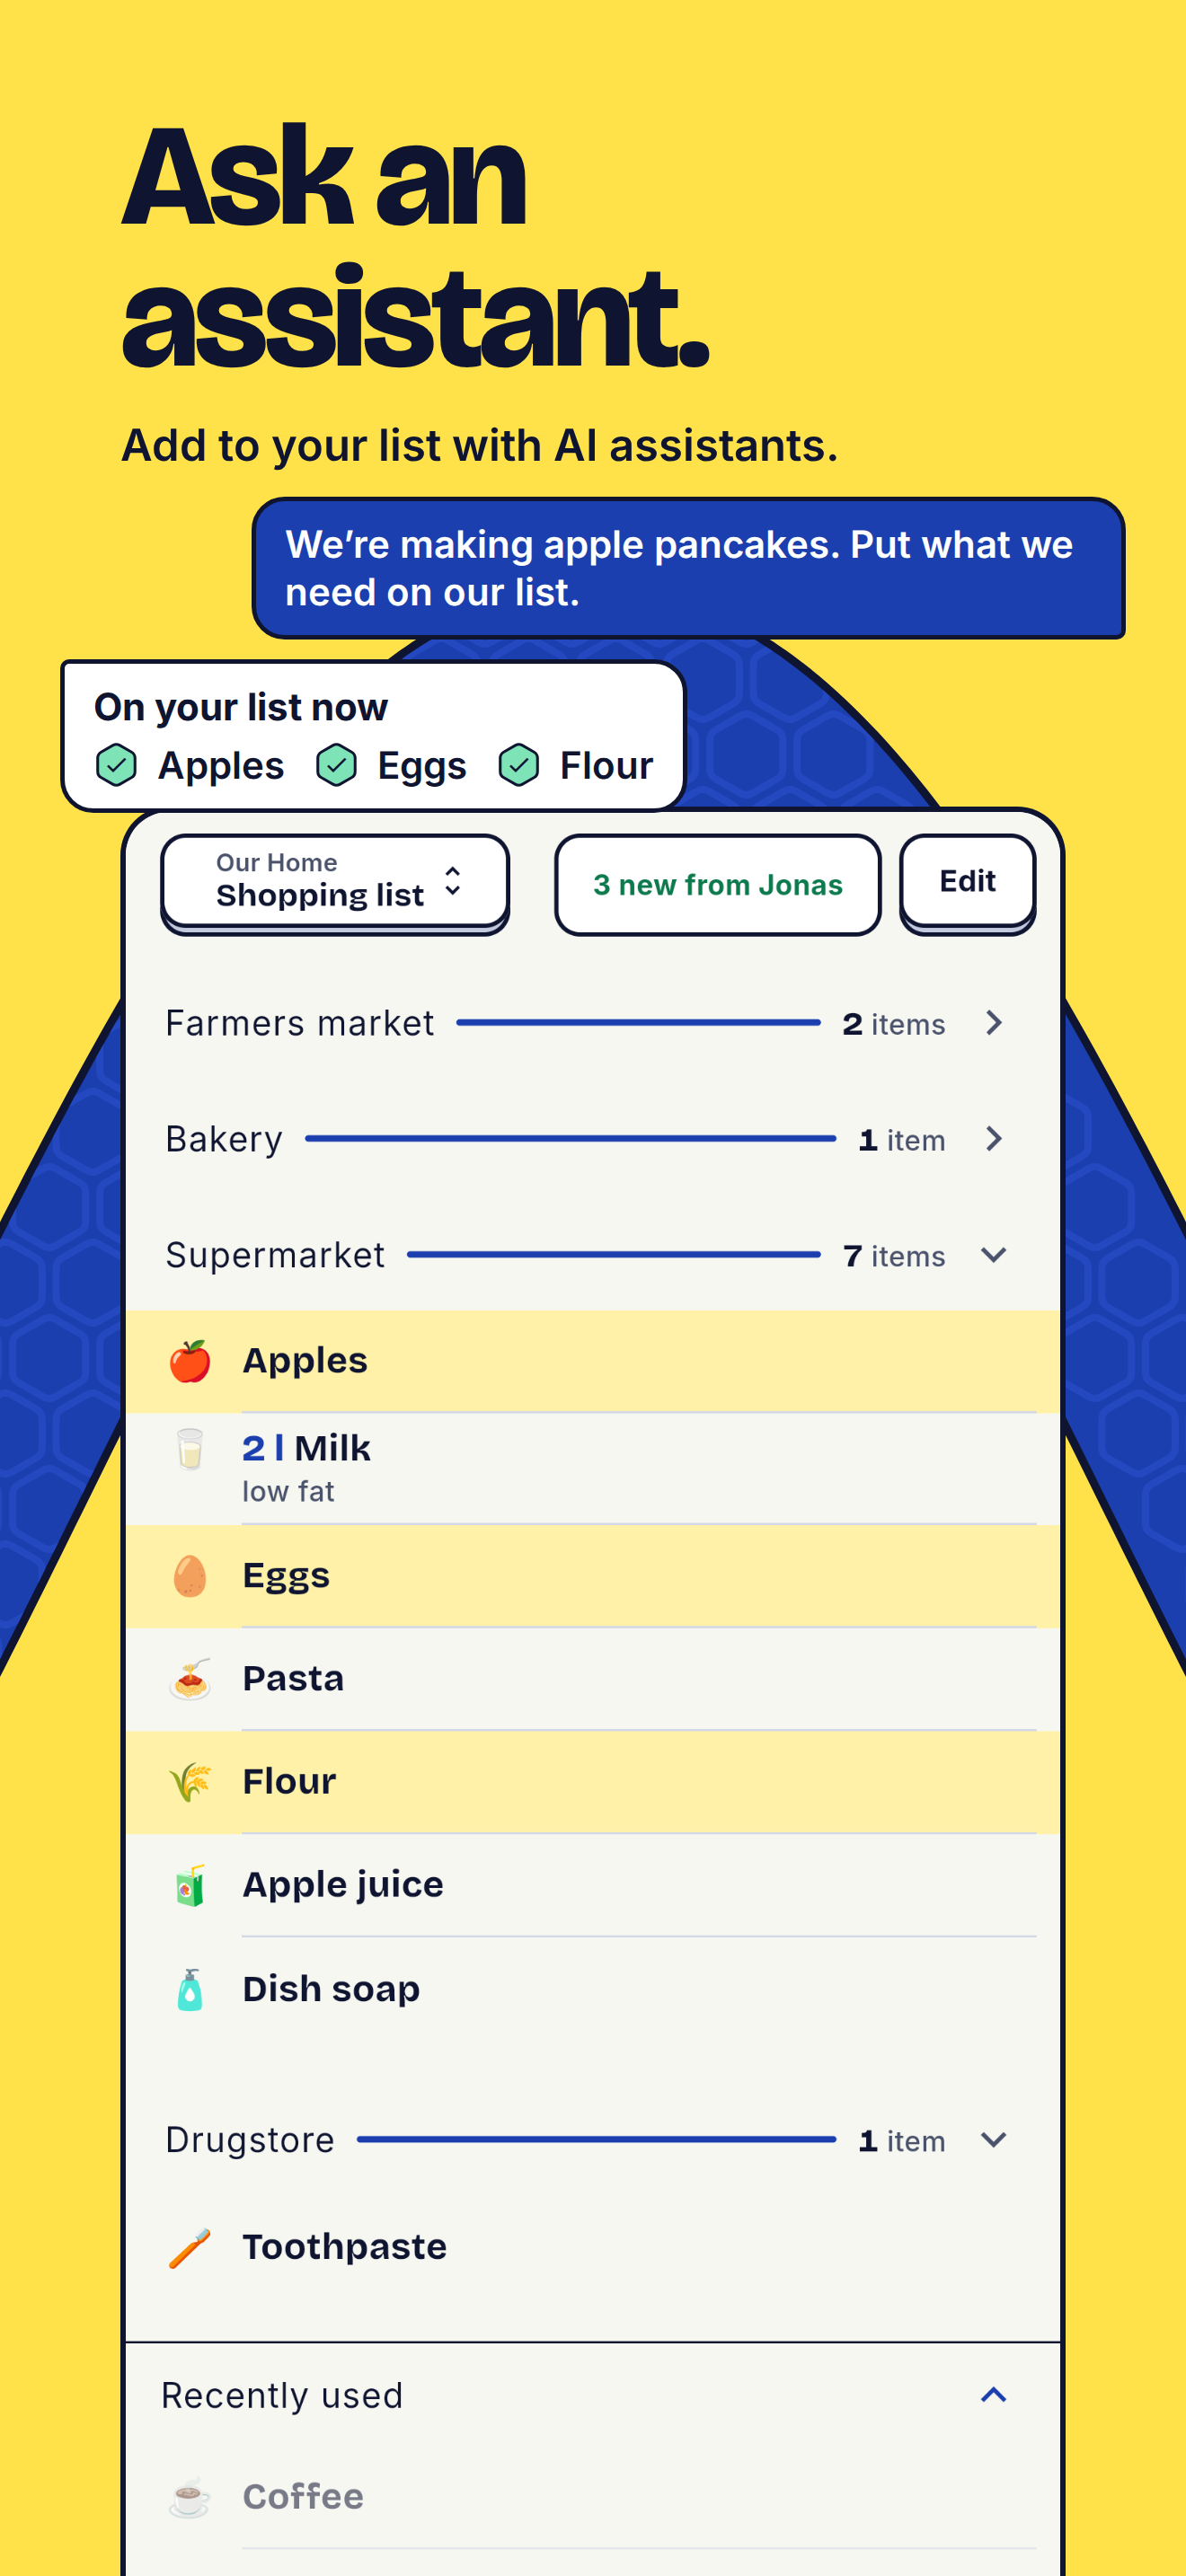 Ask an
assistant.
Add to your list with AI assistants.
We’re making apple pancakes. Put what we
need on our list.
On your list now
Apples Eggs Flour
Our Home
Shopping list
3 new from Jonas
Edit
Farmers market 2 items
Bakery 1 item
Supermarket 7 items
Apples
2 l Milk
low fat
Eggs
Pasta
Flour
Apple juice
Dish soap
Drugstore 1 item
Toothpaste
Recently used
Coffee